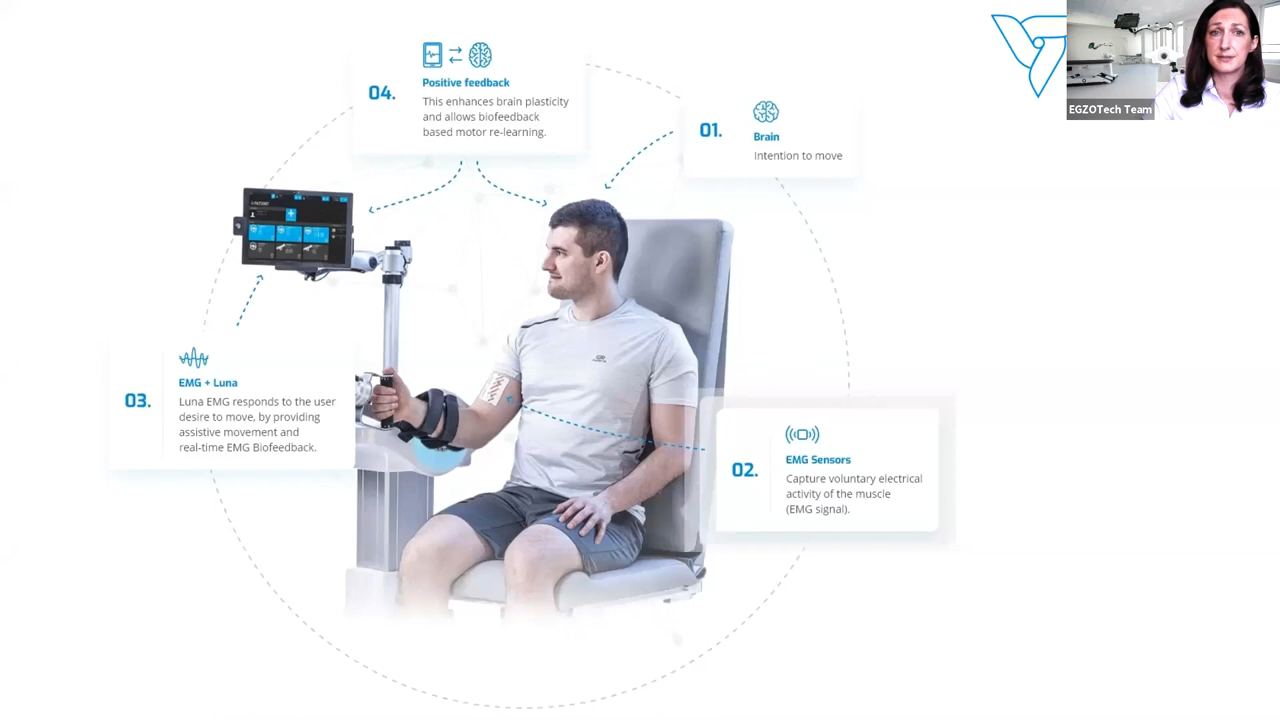 04.
Positive feedback
This enhances brain plasticity
and allows biofeedback
based motor re-learning.
01.
Brain
Intention to move
EGZOTech Team
03.
EMG + Luna
Luna EMG responds to the user
desire to move, by providing
assistive movement and
real-time EMG Biofeedback.
02.
EMG Sensors
Capture voluntary electrical
activity of the muscle
(EMG signal).